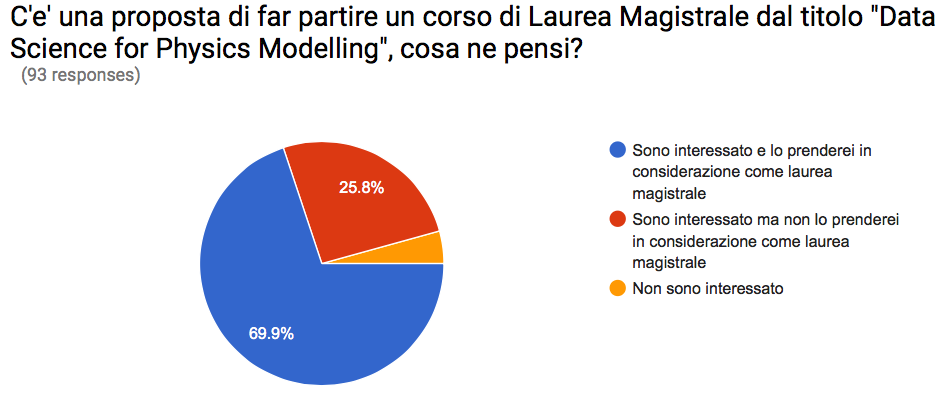 C'e' una proposta di far partire un corso di Laurea Magistrale dal titolo "Data
Science for Physics Modelling", cosa ne pensi?
(93 responses)
25.8%
69.9%
Sono interessato e lo prenderei in
considerazione come laurea
magistrale
Sono interessato ma non lo prenderei
in considerazione come laurea
magistrale
Non sono interessato